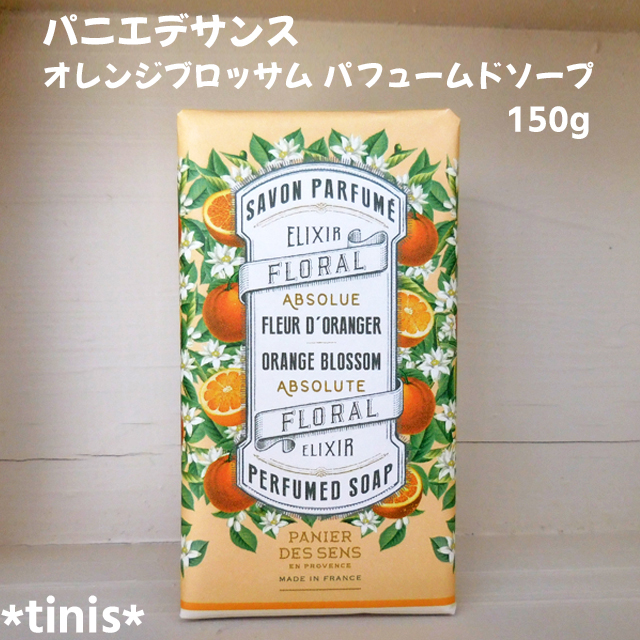 パニエデサンス
オレンジブロッサム パフュームドソープ
150g
SAVON PARFUMÉ
ELIXIR
FLORAL
ABSOLUE
FLEUR D'ORANGER
ORANGE BLOSSOM
ABSOLUTE
FLORAL
ELIXIR
PERFUMED SOAP
PANIER
DES SENS
EN PROVENCE
MADE IN FRANCE
*tinis*